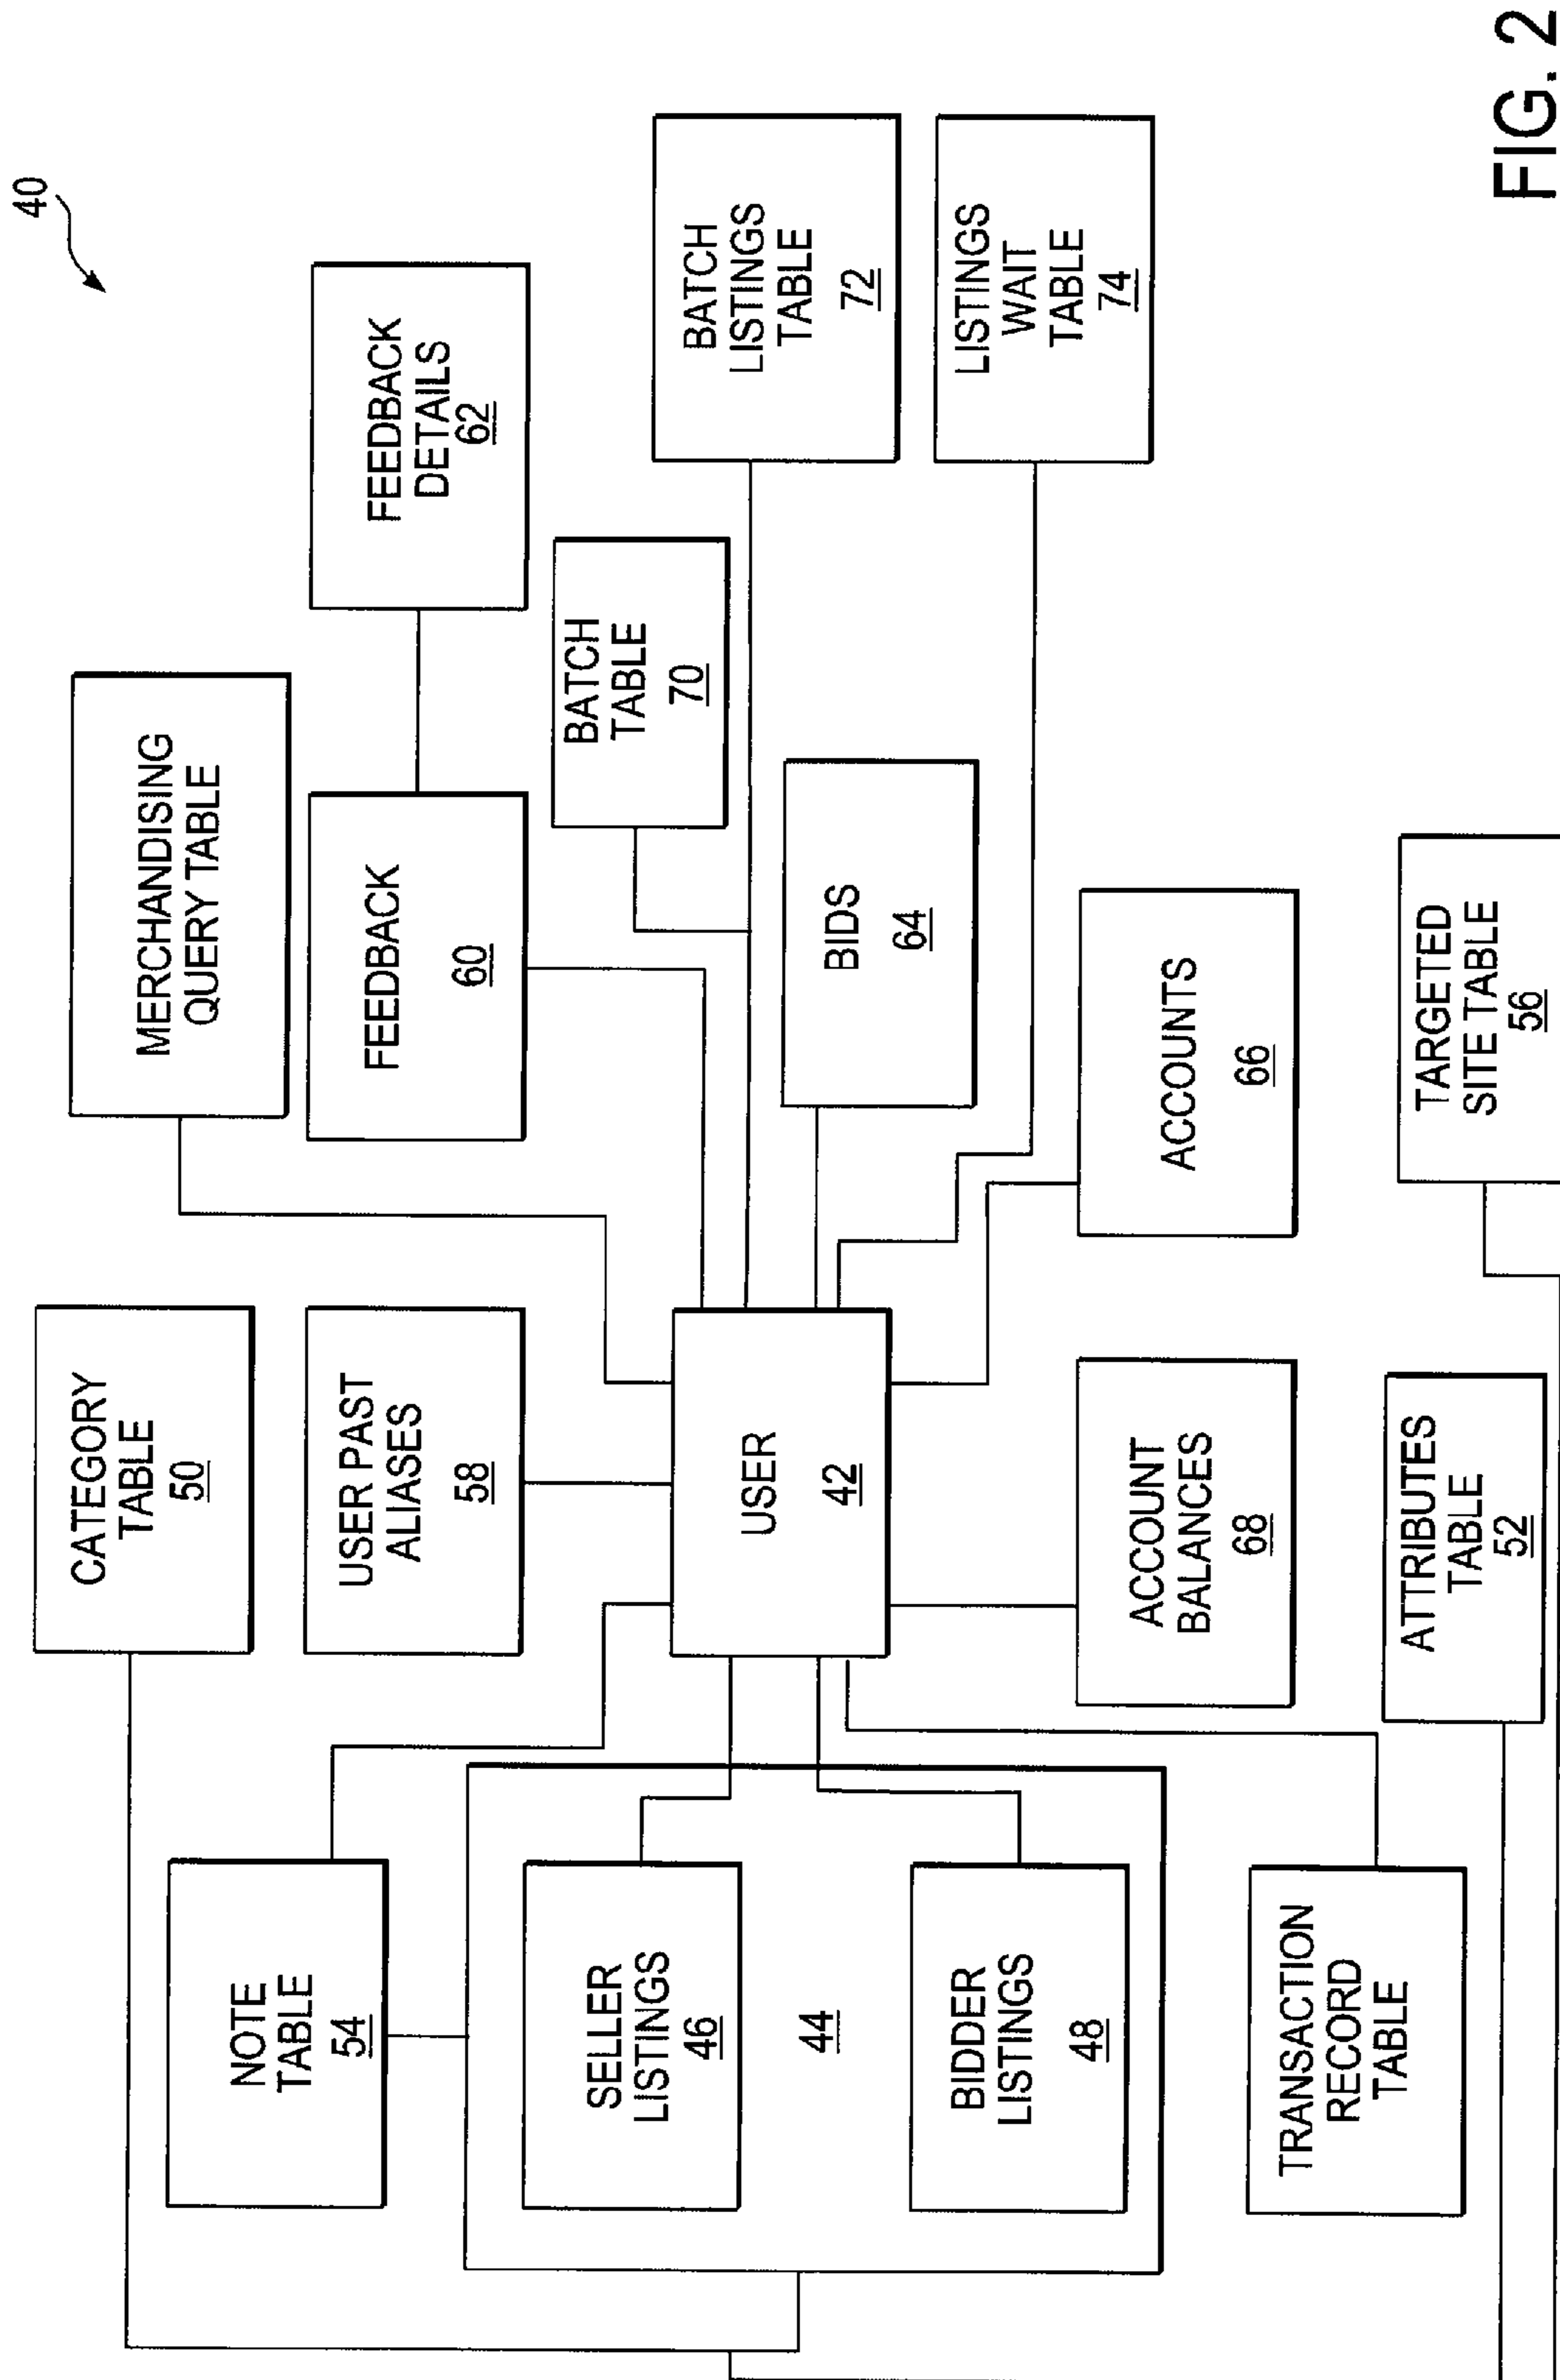 40
CATEGORY
TABLE
50
MERCHANDISING
QUERY TABLE
NOTE
TABLE
54
USER PAST
ALIASES
58
FEEDBACK
60
FEEDBACK
DETAILS
62
BATCH
TABLE
70
SELLER
LISTINGS
46
44
BIDDER
LISTINGS
48
USER
42
BIDS
64
BATCH
LISTINGS
TABLE
72
LISTINGS
WAIT
TABLE
74
ACCOUNT
BALANCES
68
ACCOUNTS
66
TRANSACTION
RECORD
TABLE
ATTRIBUTES
TABLE
52
TARGETED
SITE TABLE
56
FIG. 2